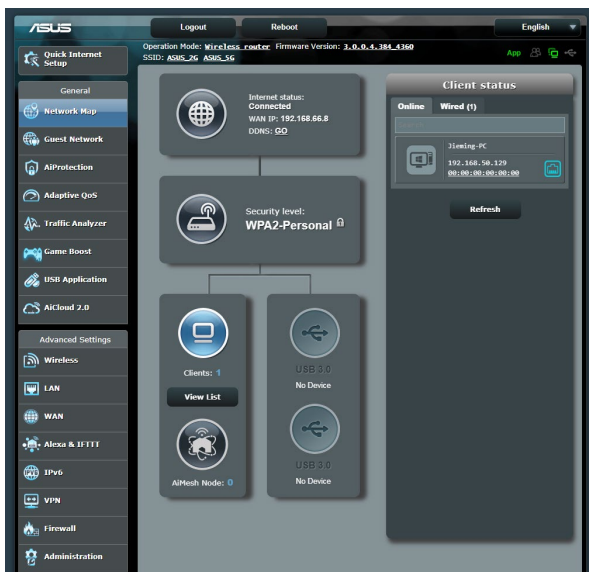 ASUS
Logout
Reboot
English
Quick Internet
Setup
Operation Mode: Wireless router Firmware Version: 3.0.0.4.384_4360
SSID: ASUS_2G ASUS_5G
App
General
Network Map
Guest Network
AiProtection
Adaptive QoS
Traffic Analyzer
Game Boost
USB Application
AiCloud 2.0
Advanced Settings
Wireless
LAN
WAN
Alexa & IFTTT
IPv6
VPN
Firewall
Administration
Internet status:
Connected
WAN IP: 192.168.66.8
DDNS: GO
Security level:
WPA2-Personal
Clients: 1
View List
AiMesh Node: 0
USB 3.0
No Device
USB 3.0
No Device
Client status
Online
Wired (1)
Jieming-PC
192.168.50.129
00:00:00:00:00:00
Refresh